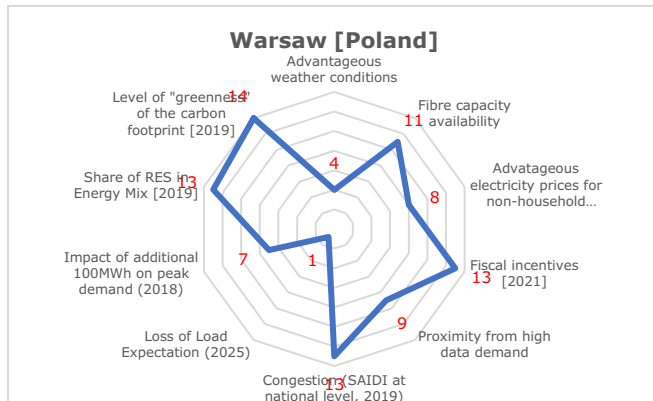 Warsaw [Poland]
Advantageous
weather conditions
14
Level of "greenness"
of the carbon
footprint [2019]
11
Fibre capacity
availability
4
13
Share of RES in
Energy Mix [2019]
8
Advatageous
electricity prices for
non-household...
7
Impact of additional
100MWh on peak
demand (2018)
1
13
Fiscal incentives
[2021]
Loss of Load
Expectation (2025)
9
Proximity from high
data demand
13
Congestion (SAIDI at
national level, 2019)